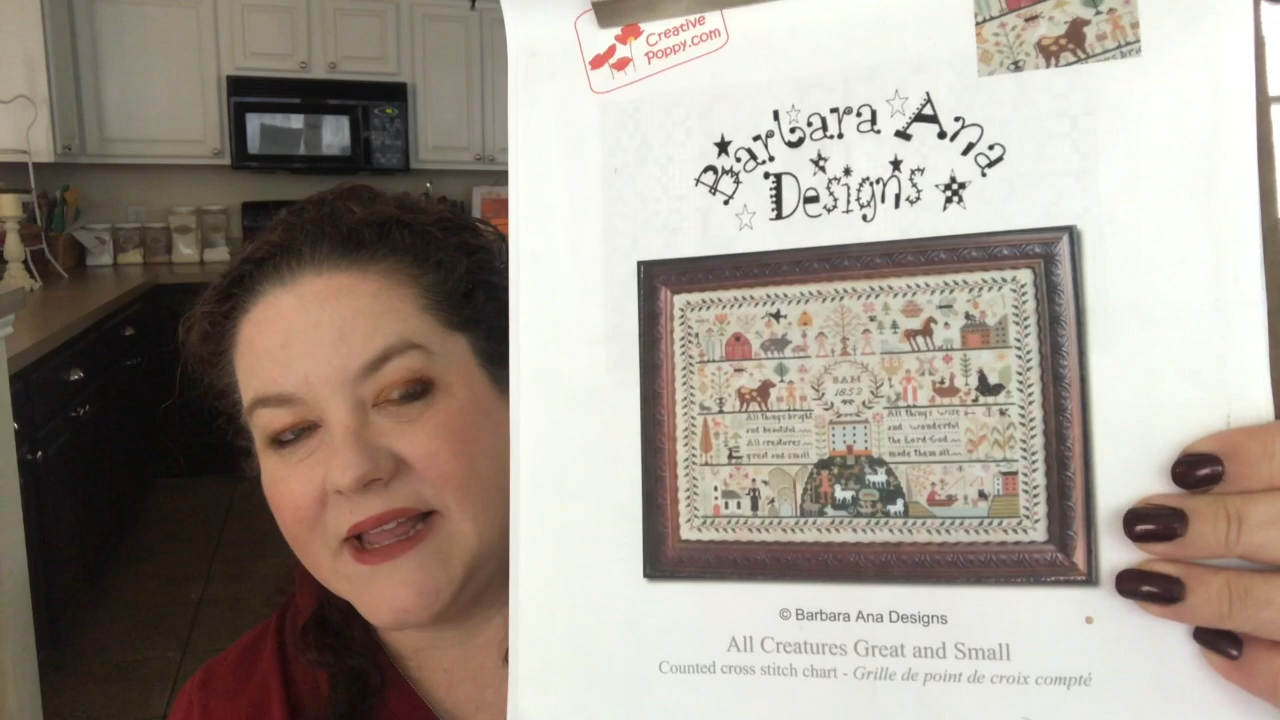 Creative
Poppy.com
Barbara Ana
Designs
BAM
1852
All things bright
and beautiful
All creatures
great and small
All things wise
and wonderful
the Lord God
made them all
© Barbara Ana Designs
All Creatures Great and Small
Counted cross stitch chart - Grille de point de croix compté